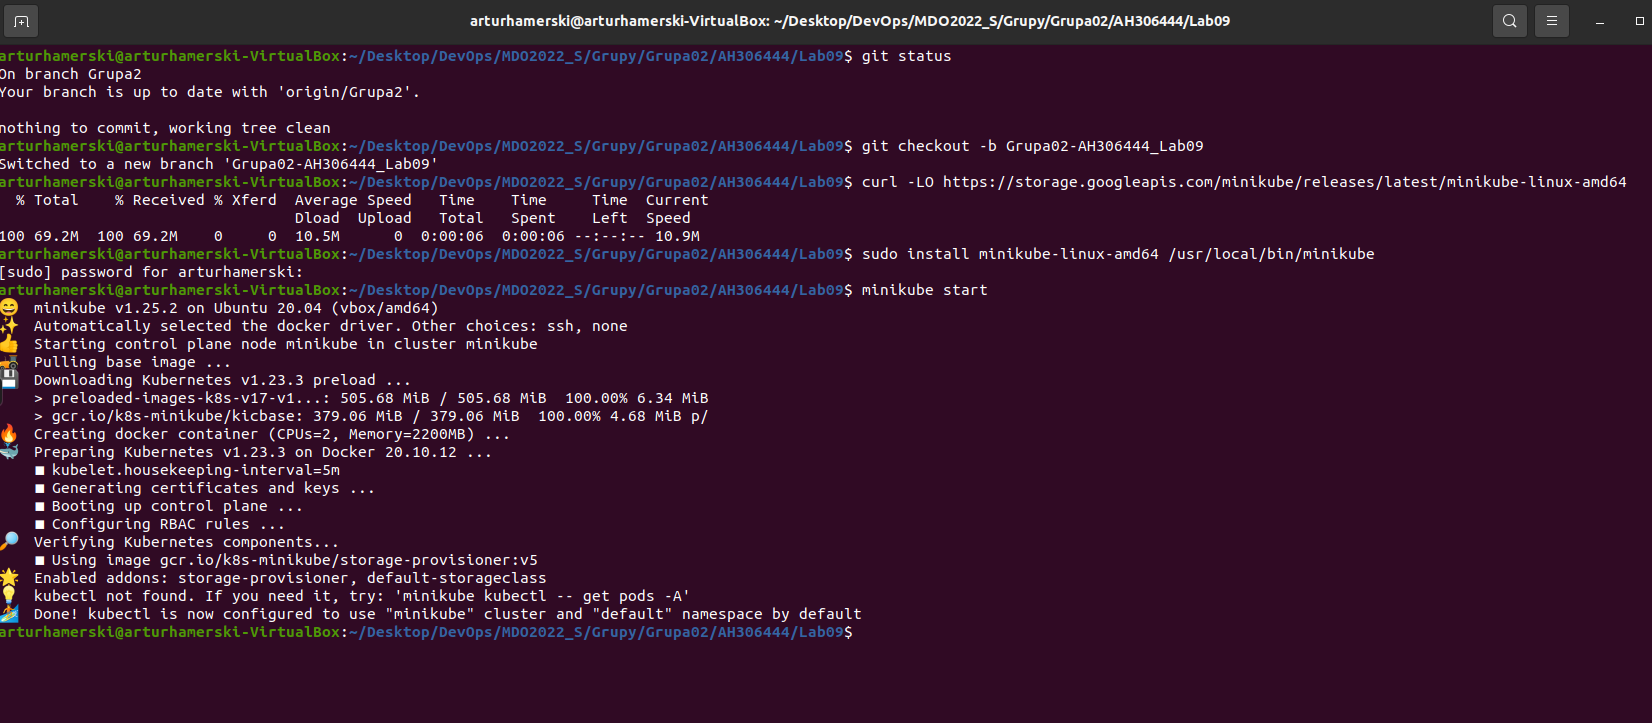 arturhamerski@arturhamerski-VirtualBox: ~/Desktop/DevOps/MDO2022_S/Grupy/Grupa02/AH306444/Lab09
arturhamerski@arturhamerski-VirtualBox:~/Desktop/DevOps/MDO2022_S/Grupy/Grupa02/AH306444/Lab09$ git status
On branch Grupa2
Your branch is up to date with 'origin/Grupa2'.
nothing to commit, working tree clean
arturhamerski@arturhamerski-VirtualBox:~/Desktop/DevOps/MDO2022_S/Grupy/Grupa02/AH306444/Lab09$ git checkout -b Grupa02-AH306444_Lab09
Switched to a new branch 'Grupa02-AH306444_Lab09'
arturhamerski@arturhamerski-VirtualBox:~/Desktop/DevOps/MDO2022_S/Grupy/Grupa02/AH306444/Lab09$ curl -LO https://storage.googleapis.com/minikube/releases/latest/minikube-linux-amd64
  % Total    % Received % Xferd  Average Speed   Time    Time     Time  Current
                                 Dload  Upload   Total   Spent    Left  Speed
100 69.2M  100 69.2M    0     0  10.5M      0  0:00:06  0:00:06 --:--:-- 10.9M
arturhamerski@arturhamerski-VirtualBox:~/Desktop/DevOps/MDO2022_S/Grupy/Grupa02/AH306444/Lab09$ sudo install minikube-linux-amd64 /usr/local/bin/minikube
[sudo] password for arturhamerski:
arturhamerski@arturhamerski-VirtualBox:~/Desktop/DevOps/MDO2022_S/Grupy/Grupa02/AH306444/Lab09$ minikube start
😄  minikube v1.25.2 on Ubuntu 20.04 (vbox/amd64)
✨  Automatically selected the docker driver. Other choices: ssh, none
👍  Starting control plane node minikube in cluster minikube
🚜  Pulling base image ...
💾  Downloading Kubernetes v1.23.3 preload ...
    > preloaded-images-k8s-v17-v1...: 505.68 MiB / 505.68 MiB  100.00% 6.34 MiB
    > gcr.io/k8s-minikube/kicbase: 379.06 MiB / 379.06 MiB  100.00% 4.68 MiB p/
🔥  Creating docker container (CPUs=2, Memory=2200MB) ...
🐳  Preparing Kubernetes v1.23.3 on Docker 20.10.12 ...
    ▪ kubelet.housekeeping-interval=5m
    ▪ Generating certificates and keys ...
    ▪ Booting up control plane ...
    ▪ Configuring RBAC rules ...
🔎  Verifying Kubernetes components...
    ▪ Using image gcr.io/k8s-minikube/storage-provisioner:v5
🌟  Enabled addons: storage-provisioner, default-storageclass
💡  kubectl not found. If you need it, try: 'minikube kubectl -- get pods -A'
🏄  Done! kubectl is now configured to use "minikube" cluster and "default" namespace by default
arturhamerski@arturhamerski-VirtualBox:~/Desktop/DevOps/MDO2022_S/Grupy/Grupa02/AH306444/Lab09$